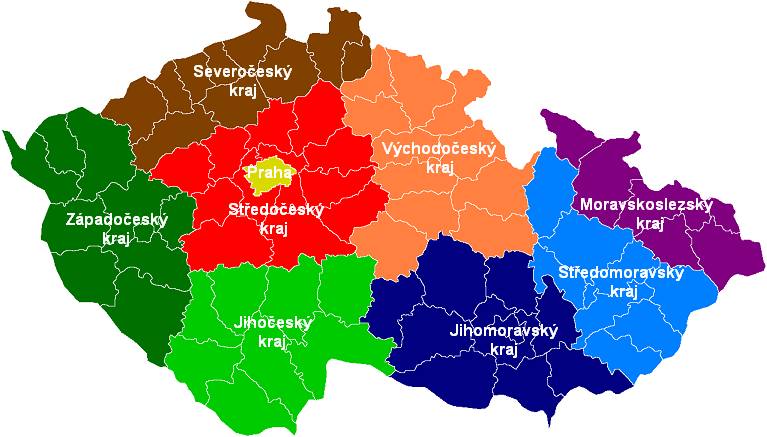 Severočeský
kraj
Východočeský
kraj
Praha
Moravskoslezský
kraj
Západočeský
kraj
Středočeský
kraj
Středomoravský
kraj
Jihočeský
kraj
Jihomoravský
kraj